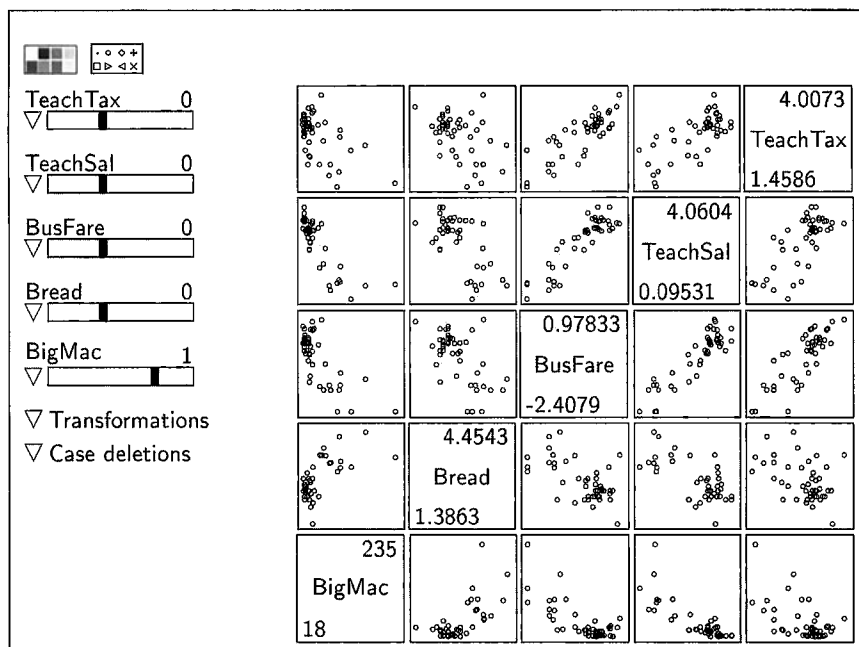 TeachTax 0
TeachSal 0
BusFare 0
Bread 0
BigMac 1
Transformations
Case deletions
4.0073
TeachTax
1.4586
4.0604
TeachSal
0.09531
0.97833
BusFare
-2.4079
4.4543
Bread
1.3863
235
BigMac
18